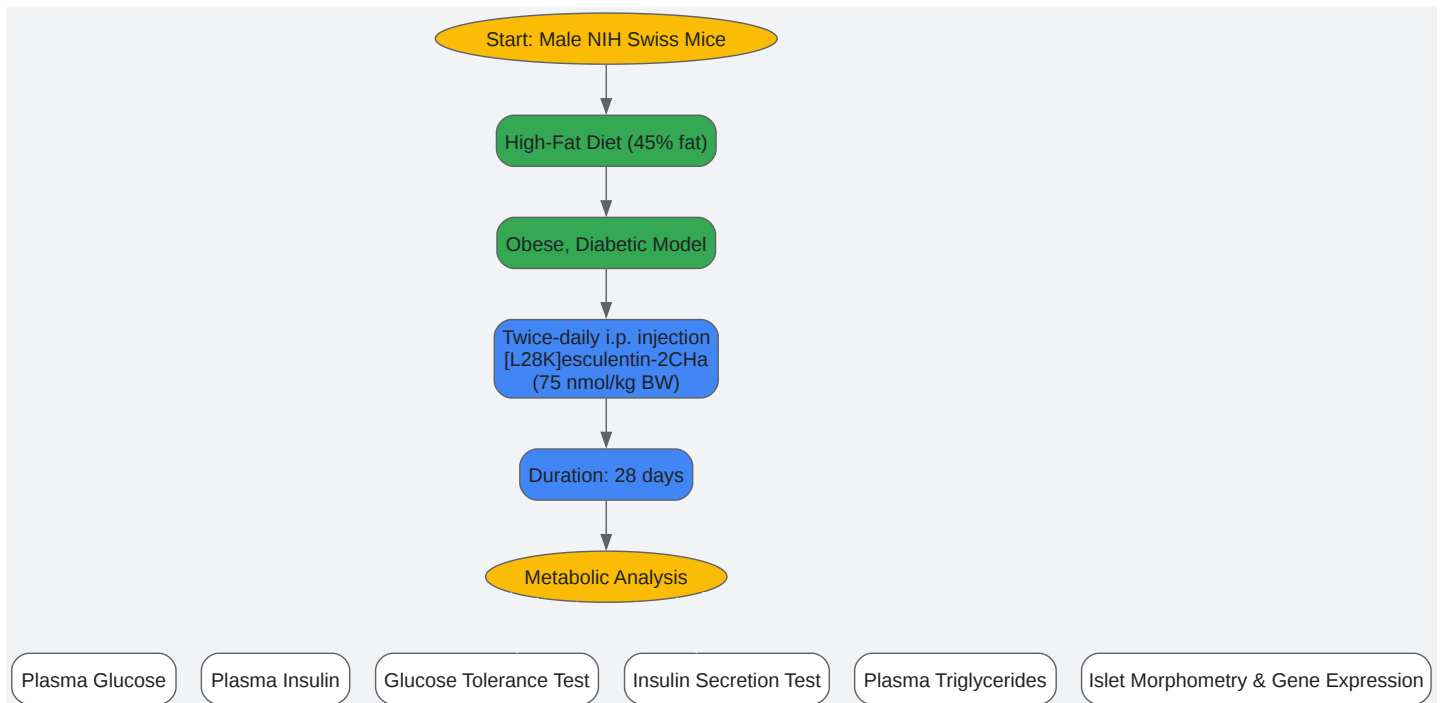 Start: Male NIH Swiss Mice
High-Fat Diet (45% fat)
Obese, Diabetic Model
Twice-daily i.p. injection
[L28K]esculentin-2CHa
(75 nmol/kg BW)
Duration: 28 days
Metabolic Analysis
Plasma Glucose
Plasma Insulin
Glucose Tolerance Test
Insulin Secretion Test
Plasma Triglycerides
Islet Morphometry & Gene Expression